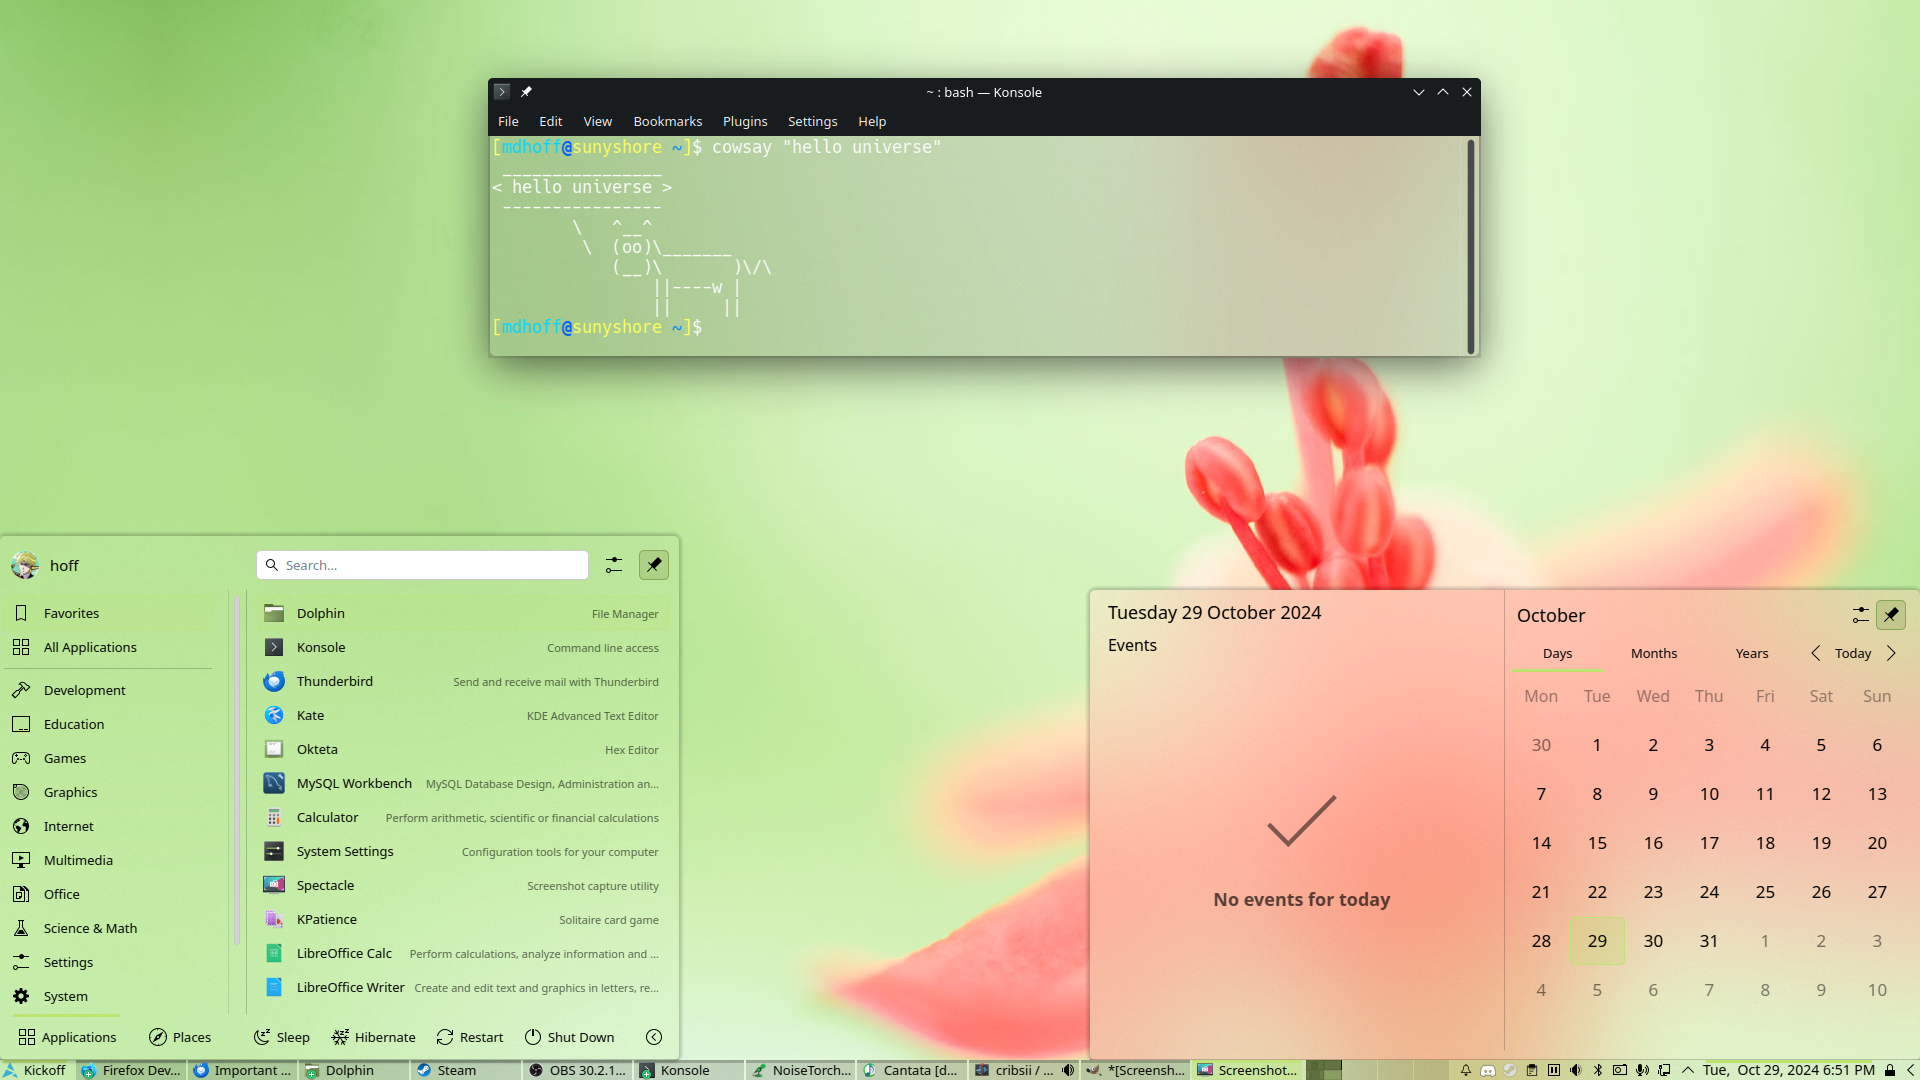 ~ : bash — Konsole
File Edit View Bookmarks Plugins Settings Help
[mdhoff@sunyshore ~]$ cowsay "hello universe"
 ________________
< hello universe >
 ----------------
        \   ^__^
         \  (oo)\_______
            (__)\       )\/\
                ||----w |
                ||     ||
[mdhoff@sunyshore ~]$
hoff
Search...
Favorites
All Applications
Development
Education
Games
Graphics
Internet
Multimedia
Office
Science & Math
Settings
System
Dolphin File Manager
Konsole Command line access
Thunderbird Send and receive mail with Thunderbird
Kate KDE Advanced Text Editor
Okteta Hex Editor
MySQL Workbench MySQL Database Design, Administration an...
Calculator Perform arithmetic, scientific or financial calculations
System Settings Configuration tools for your computer
Spectacle Screenshot capture utility
KPatience Solitaire card game
LibreOffice Calc Perform calculations, analyze information and ...
LibreOffice Writer Create and edit text and graphics in letters, re...
Applications Places Sleep Hibernate Restart Shut Down
Tuesday 29 October 2024
Events
No events for today
October
Days Months Years Today
Mon Tue Wed Thu Fri Sat Sun
30 1 2 3 4 5 6
7 8 9 10 11 12 13
14 15 16 17 18 19 20
21 22 23 24 25 26 27
28 29 30 31 1 2 3
4 5 6 7 8 9 10
Kickoff Firefox Dev... Important ... Dolphin Steam OBS 30.2.1... Konsole NoiseTorch... Cantata [d... cribsii / ... *[Screensh... Screenshot... Tue, Oct 29, 2024 6:51 PM